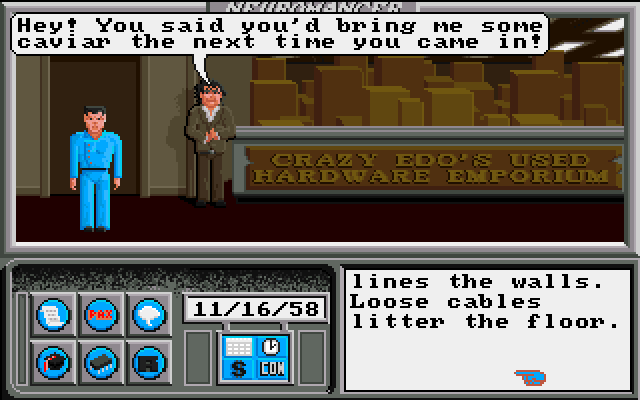 NEUROMANCER
Hey! You said you'd bring me some
caviar the next time you came in!
CRAZY EDO'S USED
HARDWARE EMPORIUM
PAX
11/16/58
S
CON
R
lines the walls.
Loose cables
litter the floor.